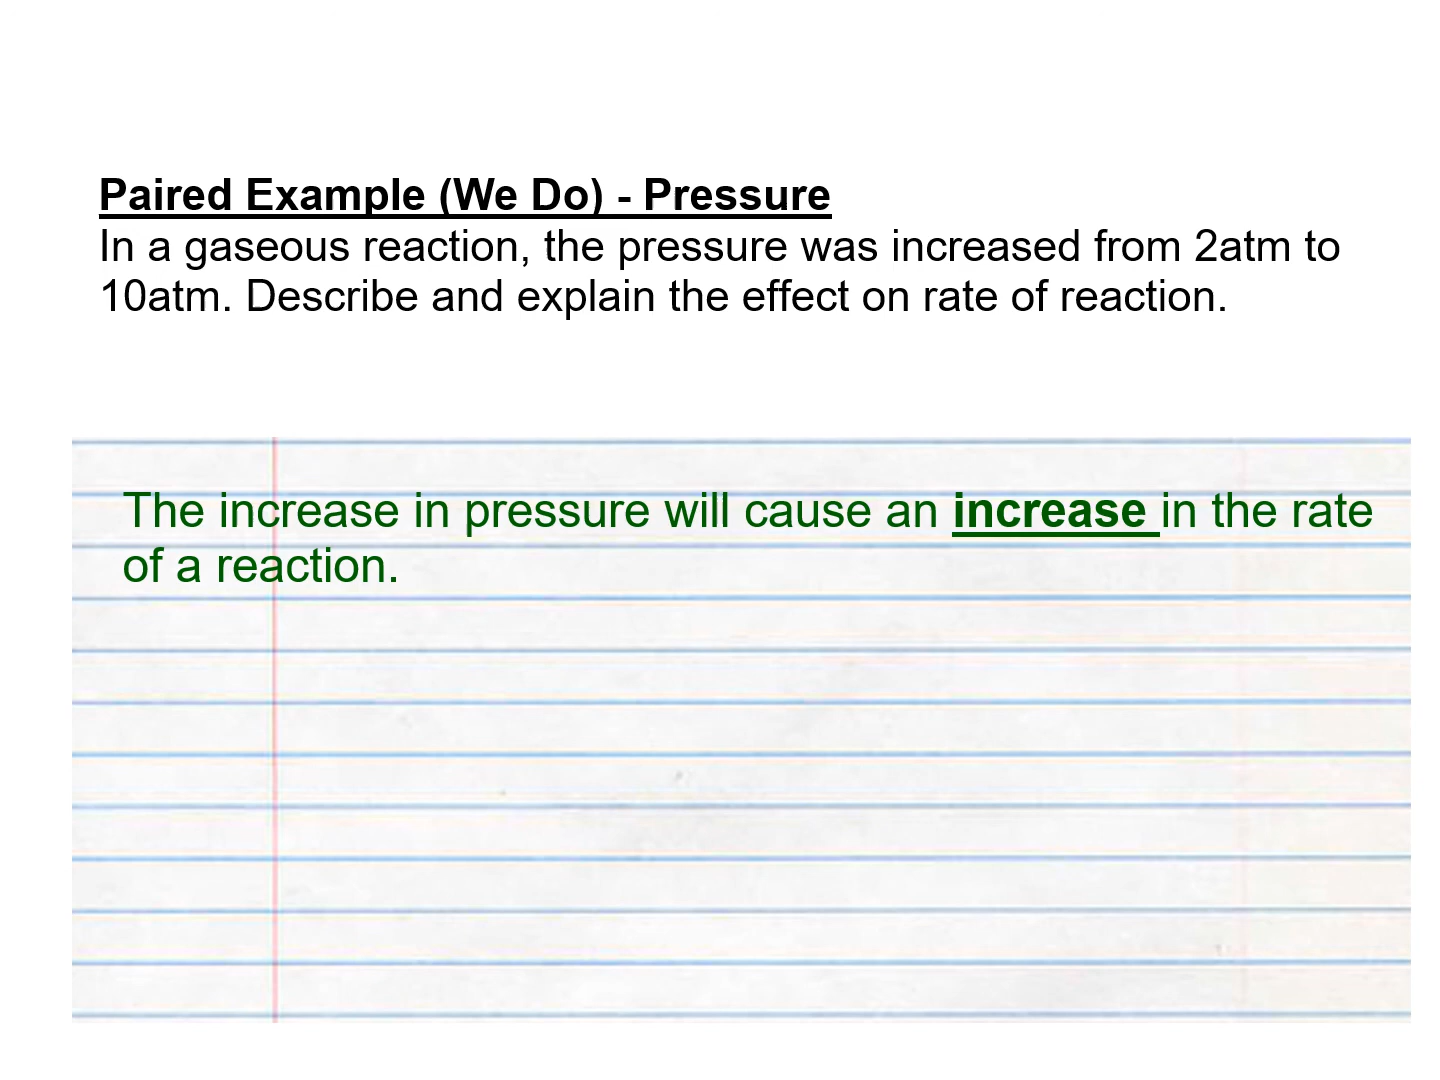 Paired Example (We Do) - Pressure
In a gaseous reaction, the pressure was increased from 2atm to
10atm. Describe and explain the effect on rate of reaction.
The increase in pressure will cause an increase in the rate
of a reaction.